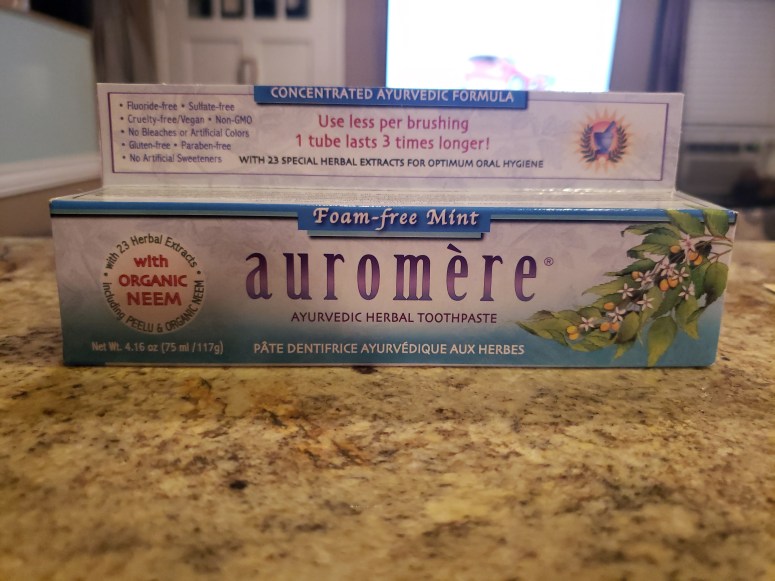 CONCENTRATED AYURVEDIC FORMULA
• Fluoride-free • Sulfate-free
• Cruelty-free/Vegan • Non-GMO
• No Bleaches or Artificial Colors
• Gluten-free • Paraben-free
• No Artificial Sweeteners
Use less per brushing
1 tube lasts 3 times longer!
WITH 23 SPECIAL HERBAL EXTRACTS FOR OPTIMUM ORAL HYGIENE
Foam-free Mint
• with 23 Herbal Extracts •
with
ORGANIC
NEEM
including PEELU & ORGANIC NEEM
auromère®
AYURVEDIC HERBAL TOOTHPASTE
Net Wt. 4.16 oz (75 ml /117g)
PÂTE DENTIFRICE AYURVÉDIQUE AUX HERBES